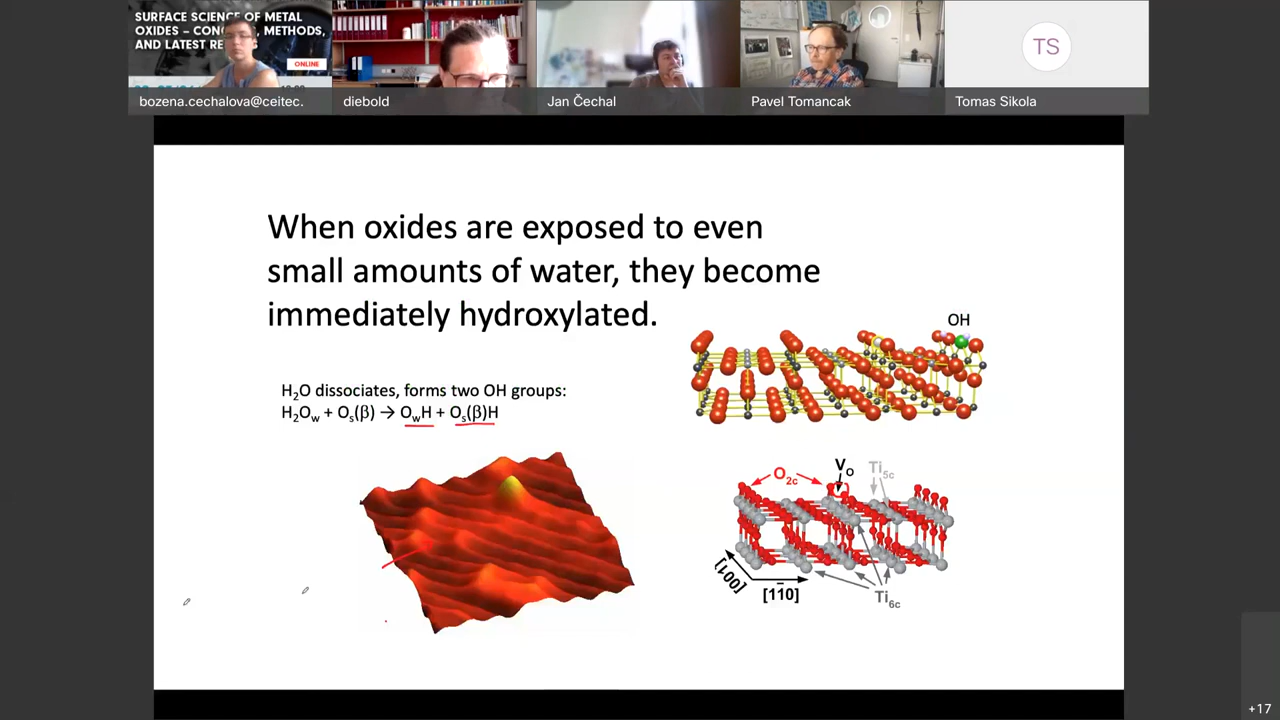 SURFACE SCIENCE OF METAL
OXIDES – CONC , METHODS,
AND LATEST RE
ONLINE
bozena.cechalova@ceitec.
diebold
Jan Čechal
Pavel Tomancak
TS
Tomas Sikola
When oxides are exposed to even
small amounts of water, they become
immediately hydroxylated.
OH
H₂O dissociates, forms two OH groups:
H₂Ow + Os(β) → OwH + Os(β)H
O2c
VO
Ti5c
[001]
[11̄0]
Ti6c
+17